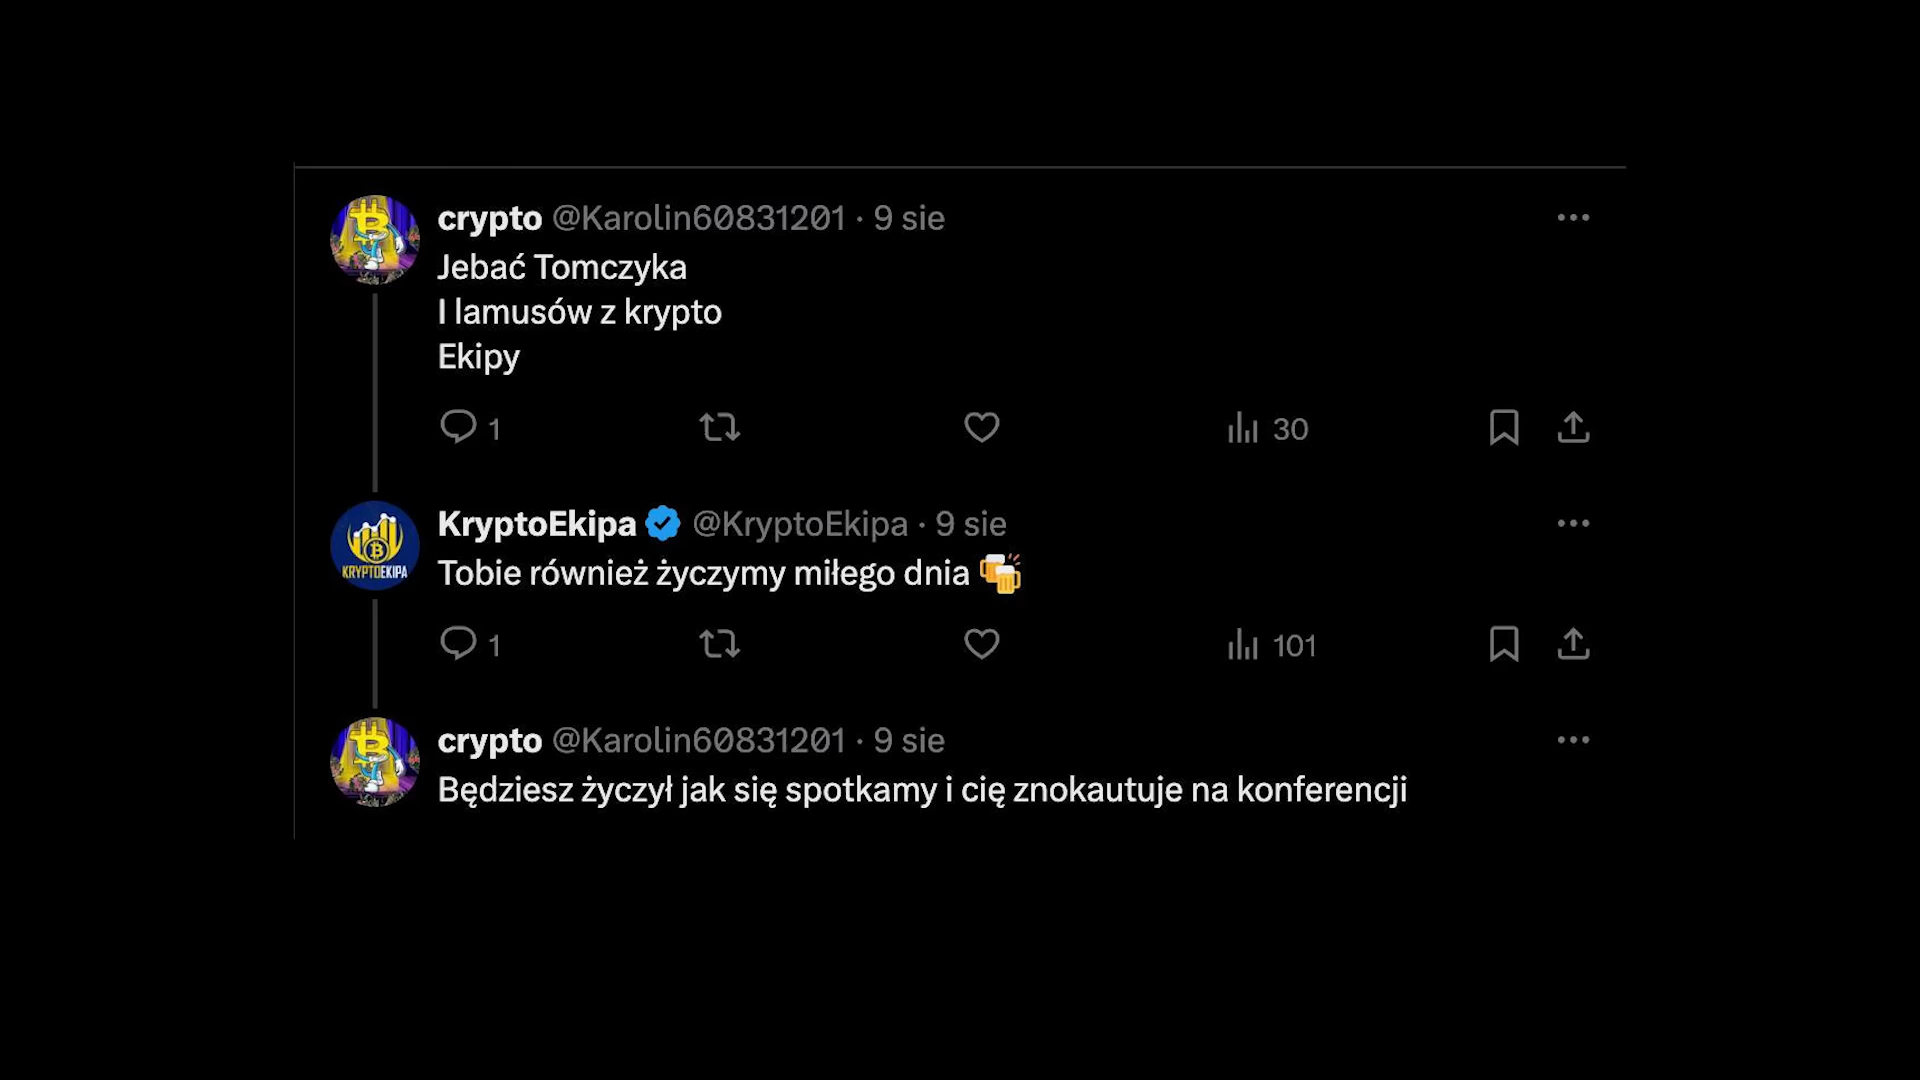 crypto @Karolin60831201 · 9 sie
Jebać Tomczyka
I lamusów z krypto
Ekipy
1 30
KryptoEkipa @KryptoEkipa · 9 sie
KRYPTOEKIPA
Tobie również życzymy miłego dnia 🍻
1 101
crypto @Karolin60831201 · 9 sie
Będziesz życzył jak się spotkamy i cię znokautuje na konferencji